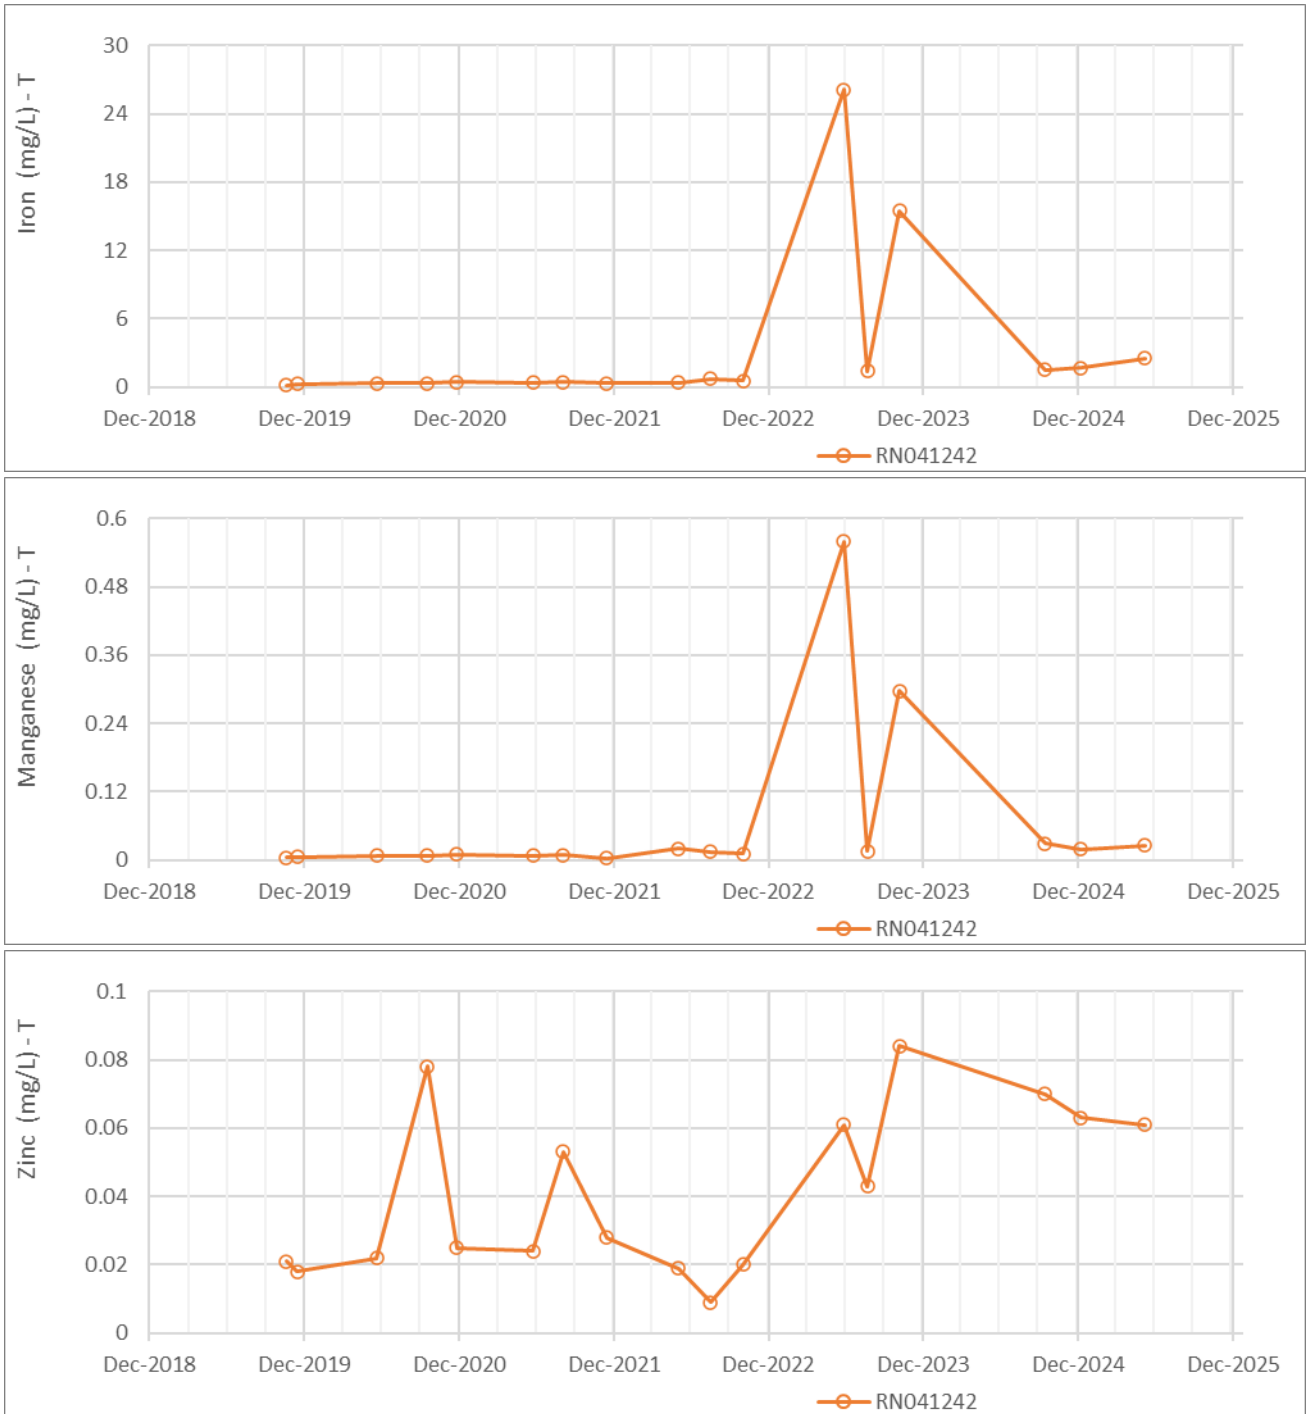 Iron (mg/L) - T
30
24
18
12
6
0
Dec-2018 Dec-2019 Dec-2020 Dec-2021 Dec-2022 Dec-2023 Dec-2024 Dec-2025
RN041242
Manganese (mg/L) - T
0.6
0.48
0.36
0.24
0.12
0
Dec-2018 Dec-2019 Dec-2020 Dec-2021 Dec-2022 Dec-2023 Dec-2024 Dec-2025
RN041242
Zinc (mg/L) - T
0.1
0.08
0.06
0.04
0.02
0
Dec-2018 Dec-2019 Dec-2020 Dec-2021 Dec-2022 Dec-2023 Dec-2024 Dec-2025
RN041242